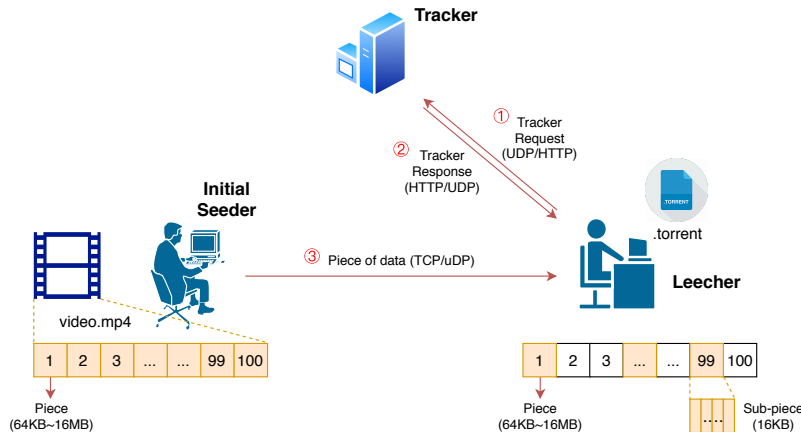 Tracker
①
Tracker
Request
(UDP/HTTP)
②
Tracker
Response
(HTTP/UDP)
Initial
Seeder
.TORRENT
.torrent
③ Piece of data (TCP/uDP)
Leecher
video.mp4
1 2 3 ... ... 99 100
1 2 3 ... ... 99 100
Piece
(64KB~16MB)
Piece
(64KB~16MB)
....
Sub-piece
(16KB)